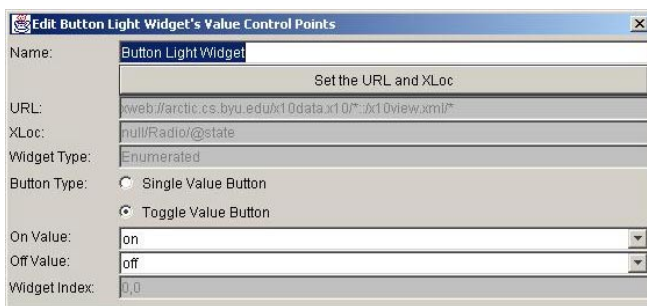 Edit Button Light Widget's Value Control Points
Name: Button Light Widget
Set the URL and XLoc
URL: xweb://arctic.cs.byu.edu/x10data.x10/*::/x10view.xml/*
XLoc: null/Radio/@state
Widget Type: Enumerated
Button Type: Single Value Button
Toggle Value Button
On Value: on
Off Value: off
Widget Index: 0,0